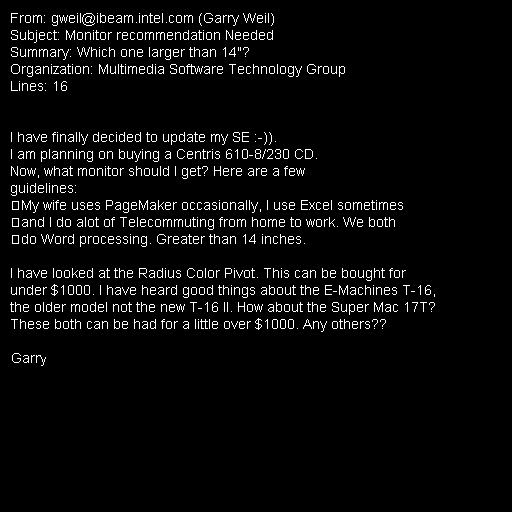 From: gweil@ibeam.intel.com (Garry Weil)
Subject: Monitor recommendation Needed
Summary: Which one larger than 14"?
Organization: Multimedia Software Technology Group
Lines: 16
I have finally decided to update my SE :-)).
I am planning on buying a Centris 610-8/230 CD.
Now, what monitor should I get? Here are a few
guidelines:
My wife uses PageMaker occasionally, I use Excel sometimes
and I do alot of Telecommuting from home to work. We both
do Word processing. Greater than 14 inches.
I have looked at the Radius Color Pivot. This can be bought for
under $1000. I have heard good things about the E-Machines T-16,
the older model not the new T-16 II. How about the Super Mac 17T?
These both can be had for a little over $1000. Any others??
Garry